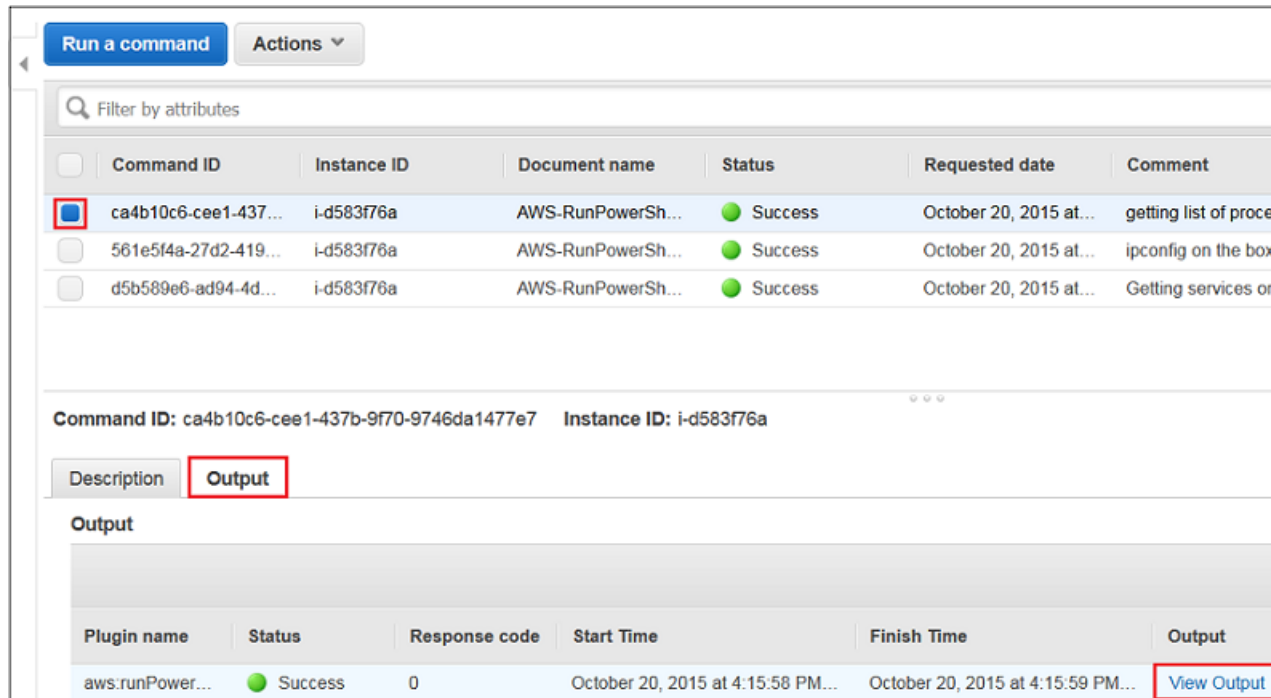 Run a command Actions
Filter by attributes
Command ID Instance ID Document name Status Requested date Comment
ca4b10c6-cee1-437... i-d583f76a AWS-RunPowerSh... Success October 20, 2015 at... getting list of proce
561e5f4a-27d2-419... i-d583f76a AWS-RunPowerSh... Success October 20, 2015 at... ipconfig on the box
d5b589e6-ad94-4d... i-d583f76a AWS-RunPowerSh... Success October 20, 2015 at... Getting services or
Command ID: ca4b10c6-cee1-437b-9f70-9746da1477e7 Instance ID: i-d583f76a
Description Output
Output
Plugin name Status Response code Start Time Finish Time Output
aws:runPower... Success 0 October 20, 2015 at 4:15:58 PM... October 20, 2015 at 4:15:59 PM... View Output